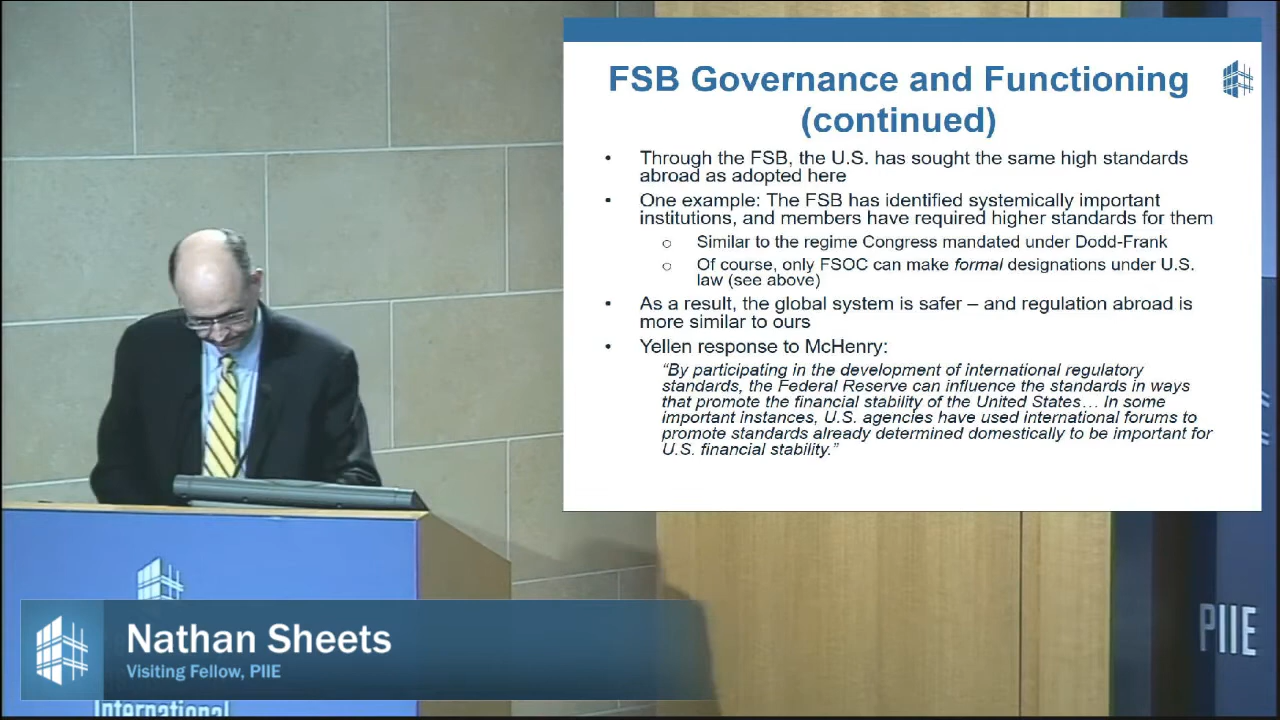 FSB Governance and Functioning
(continued)
• Through the FSB, the U.S. has sought the same high standards
abroad as adopted here
• One example: The FSB has identified systemically important
institutions, and members have required higher standards for them
o Similar to the regime Congress mandated under Dodd-Frank
o Of course, only FSOC can make formal designations under U.S.
law (see above)
• As a result, the global system is safer – and regulation abroad is
more similar to ours
• Yellen response to McHenry:
“By participating in the development of international regulatory
standards, the Federal Reserve can influence the standards in ways
that promote the financial stability of the United States… In some
important instances, U.S. agencies have used international forums to
promote standards already determined domestically to be important for
U.S. financial stability.”
Nathan Sheets
Visiting Fellow, PIIE
International
PIIE